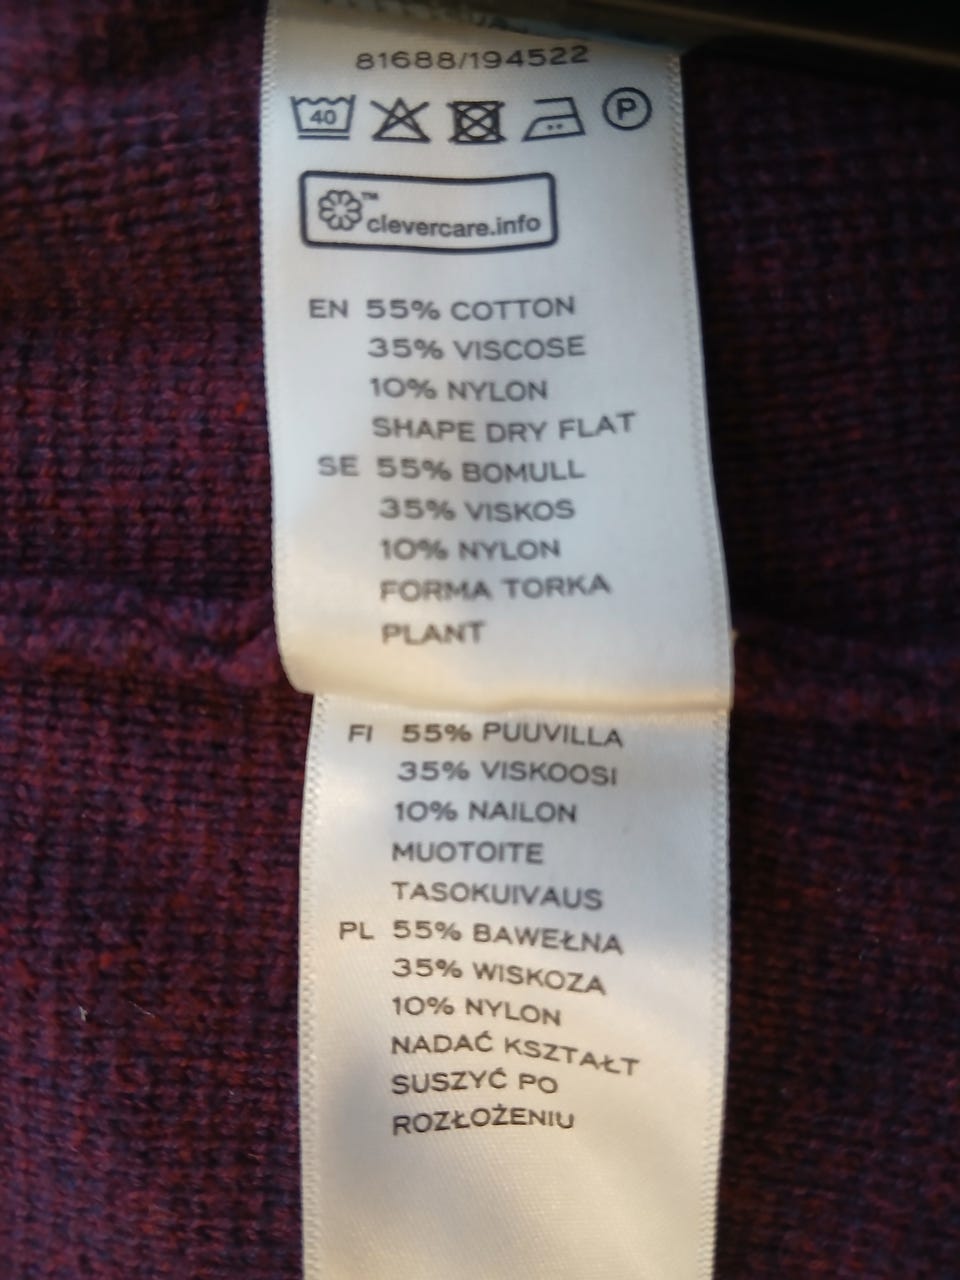 81688/194522
40 P
™ clevercare.info
EN 55% COTTON
35% VISCOSE
10% NYLON
SHAPE DRY FLAT
SE 55% BOMULL
35% VISKOS
10% NYLON
FORMA TORKA
PLANT
FI 55% PUUVILLA
35% VISKOOSI
10% NAILON
MUOTOITE
TASOKUIVAUS
PL 55% BAWEŁNA
35% WISKOZA
10% NYLON
NADAĆ KSZTAŁT
SUSZYĆ PO
ROZŁOŻENIU